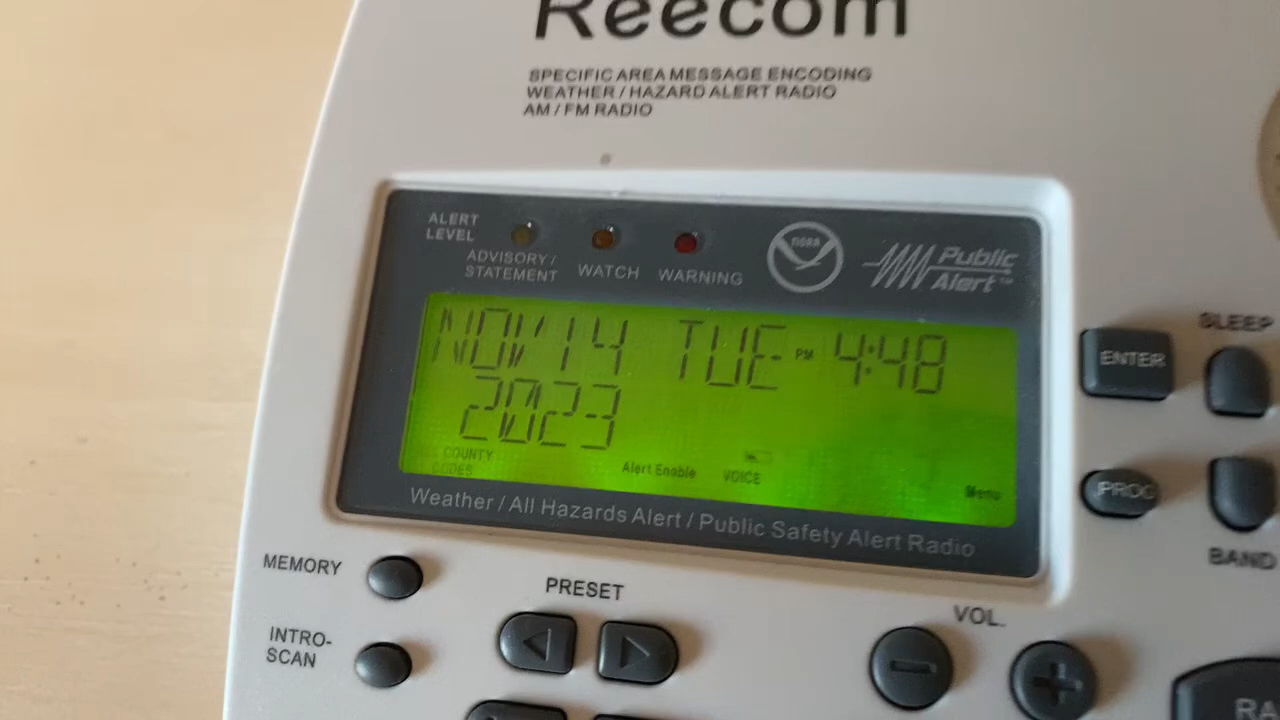 Reecom
SPECIFIC AREA MESSAGE ENCODING
WEATHER / HAZARD ALERT RADIO
AM / FM RADIO
ALERT
LEVEL
ADVISORY /
STATEMENT
WATCH
WARNING
NOAA
Public
Alert™
NOV 14 TUE PM 4:48
2023
COUNTY
CODES
Alert Enable
VOICE
Menu
Weather / All Hazards Alert / Public Safety Alert Radio
SLEEP
ENTER
PROG
BAND
MEMORY
PRESET
VOL.
INTRO-
SCAN